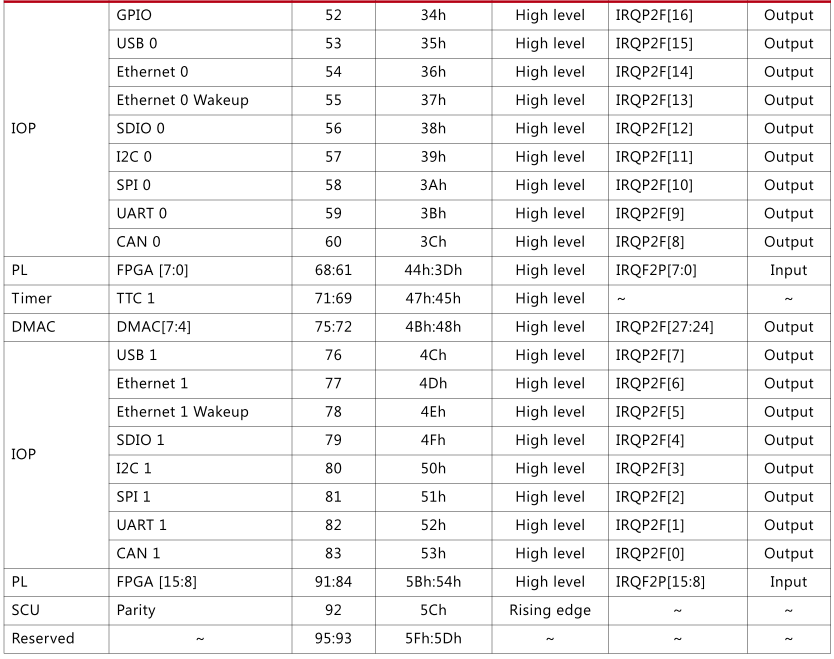 GPIO 52 34h High level IRQP2F[16] Output
USB 0 53 35h High level IRQP2F[15] Output
Ethernet 0 54 36h High level IRQP2F[14] Output
Ethernet 0 Wakeup 55 37h High level IRQP2F[13] Output
IOP SDIO 0 56 38h High level IRQP2F[12] Output
I2C 0 57 39h High level IRQP2F[11] Output
SPI 0 58 3Ah High level IRQP2F[10] Output
UART 0 59 3Bh High level IRQP2F[9] Output
CAN 0 60 3Ch High level IRQP2F[8] Output
PL FPGA [7:0] 68:61 44h:3Dh High level IRQF2P[7:0] Input
Timer TTC 1 71:69 47h:45h High level ~ ~
DMAC DMAC[7:4] 75:72 4Bh:48h High level IRQP2F[27:24] Output
USB 1 76 4Ch High level IRQP2F[7] Output
Ethernet 1 77 4Dh High level IRQP2F[6] Output
Ethernet 1 Wakeup 78 4Eh High level IRQP2F[5] Output
SDIO 1 79 4Fh High level IRQP2F[4] Output
IOP
I2C 1 80 50h High level IRQP2F[3] Output
SPI 1 81 51h High level IRQP2F[2] Output
UART 1 82 52h High level IRQP2F[1] Output
CAN 1 83 53h High level IRQP2F[0] Output
PL FPGA [15:8] 91:84 5Bh:54h High level IRQF2P[15:8] Input
SCU Parity 92 5Ch Rising edge ~ ~
Reserved ~ 95:93 5Fh:5Dh ~ ~ ~